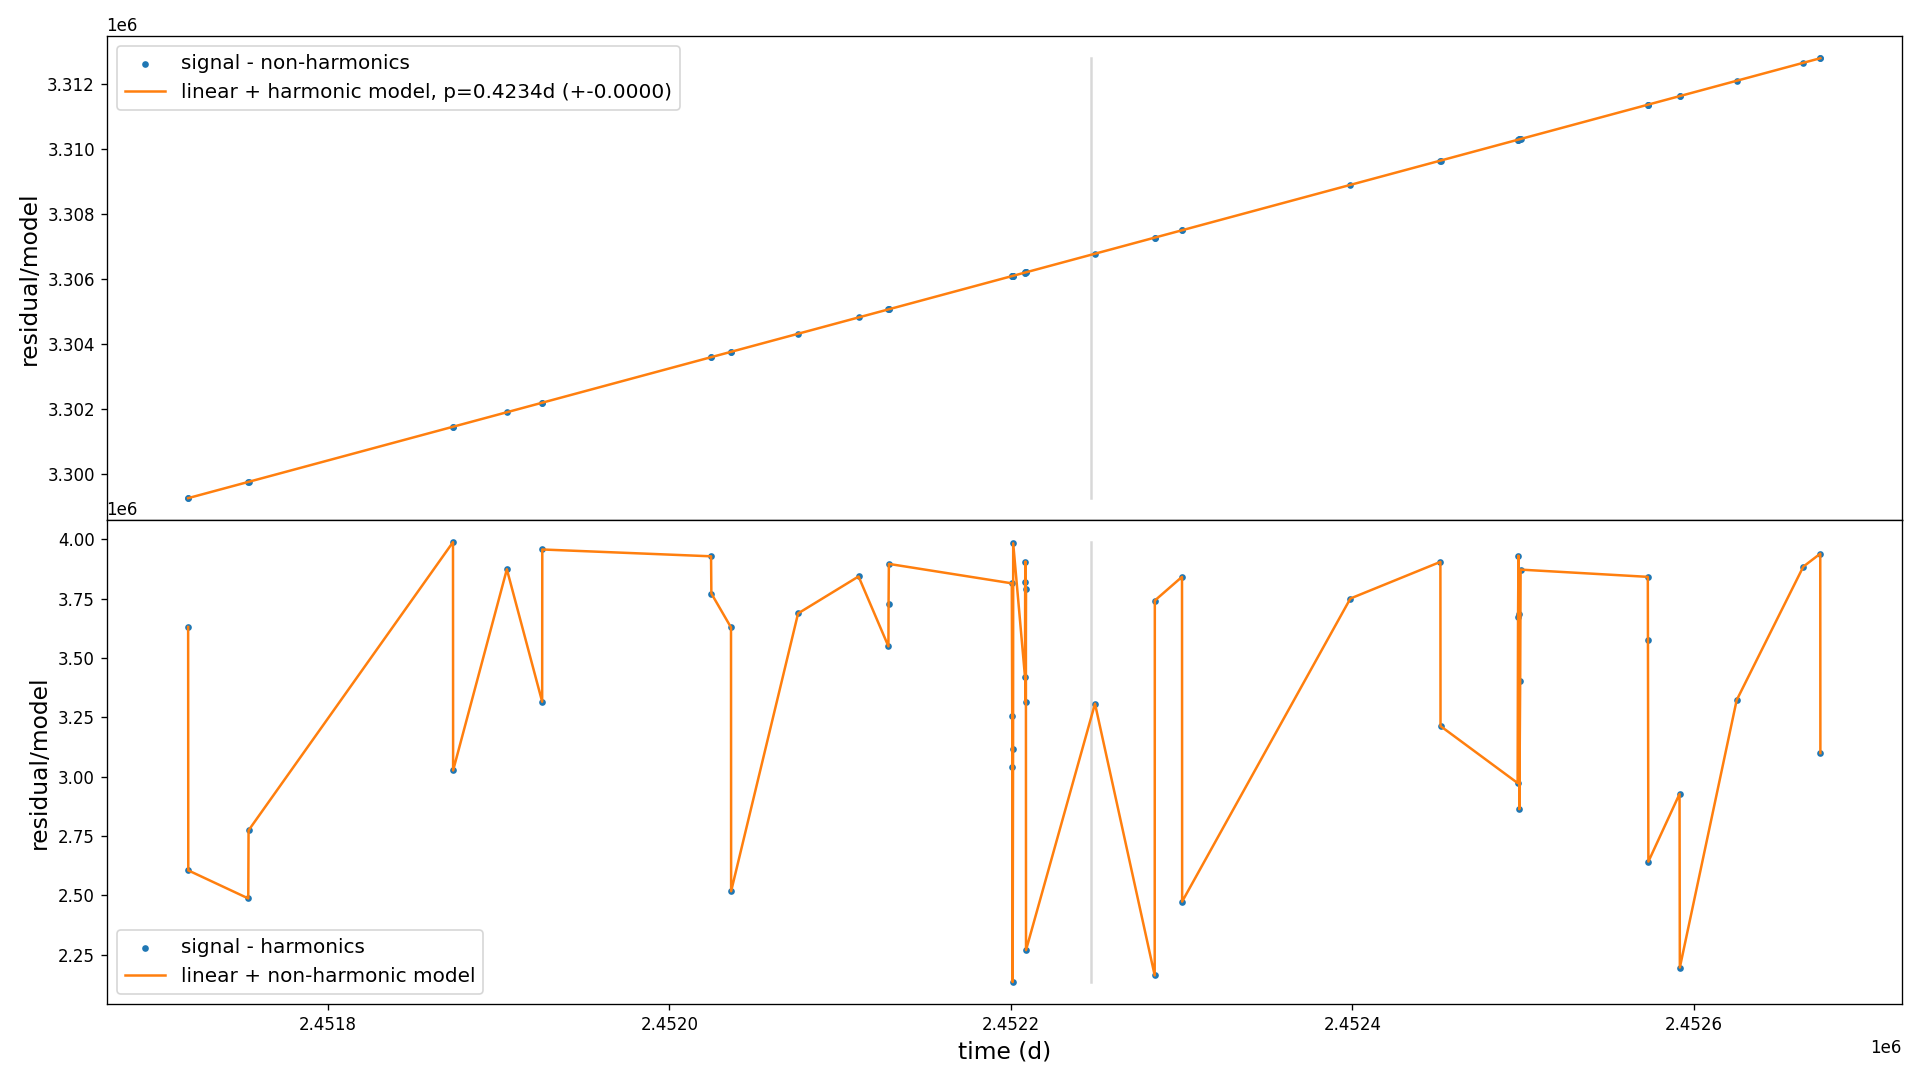 1e6
signal - non-harmonics
linear + harmonic model, p=0.4234d (+-0.0000)
3.312
3.310
3.308
3.306
3.304
3.302
3.300
residual/model
1e6
4.00
3.75
3.50
3.25
3.00
2.75
2.50
2.25
residual/model
signal - harmonics
linear + non-harmonic model
2.4518 2.4520 2.4522 2.4524 2.4526
time (d)
1e6